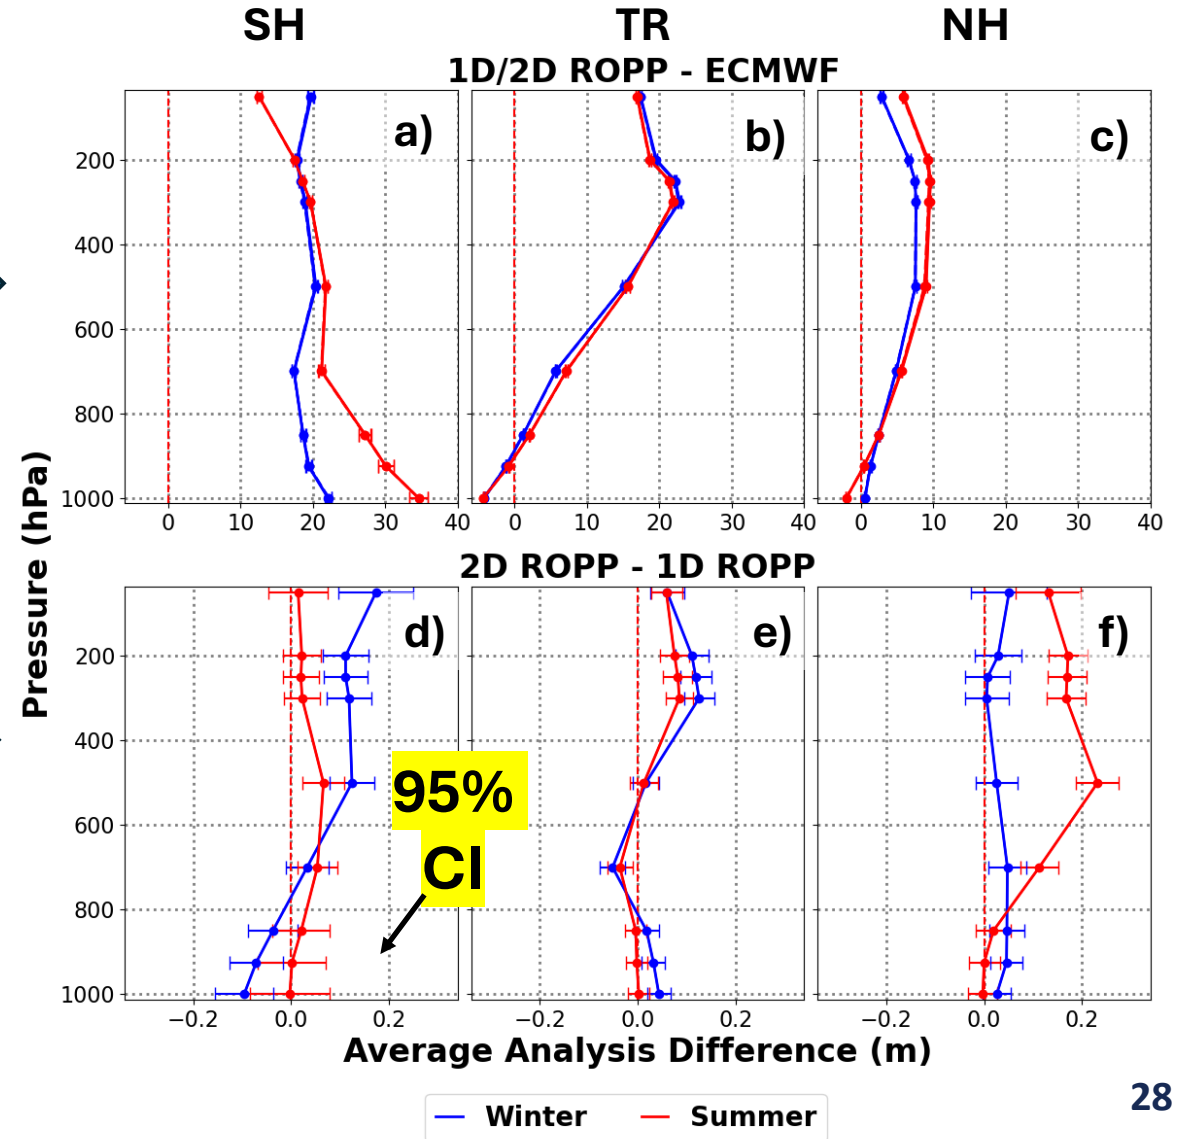 SH TR NH
1D/2D ROPP - ECMWF
a) b) c)
200
400
600
800
1000
0 10 20 30 40 0 10 20 30 40 0 10 20 30 40
Pressure (hPa)
2D ROPP - 1D ROPP
d) e) f)
200
400
95%
600
CI
800
1000
−0.2 0.0 0.2 −0.2 0.0 0.2 −0.2 0.0 0.2
Average Analysis Difference (m)
Winter Summer
28